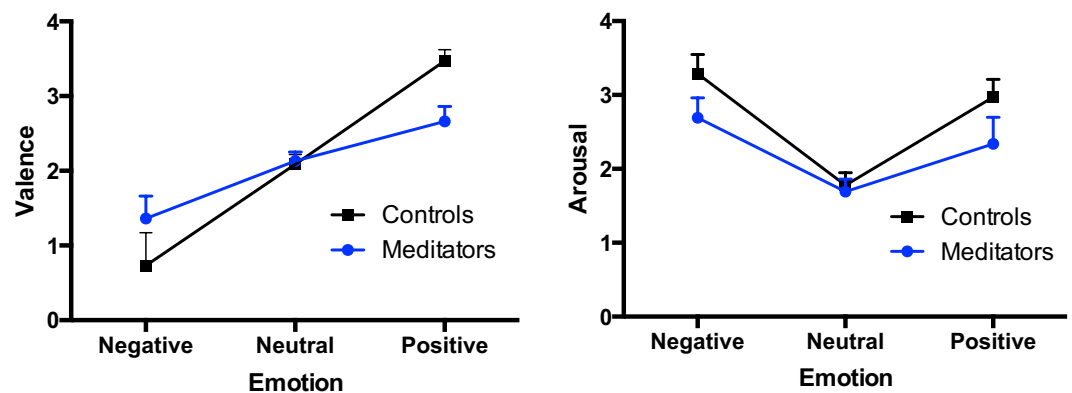 4
3
2
1
0
Valence
Controls
Meditators
Negative Neutral Positive
Emotion
4
3
2
1
0
Arousal
Controls
Meditators
Negative Neutral Positive
Emotion